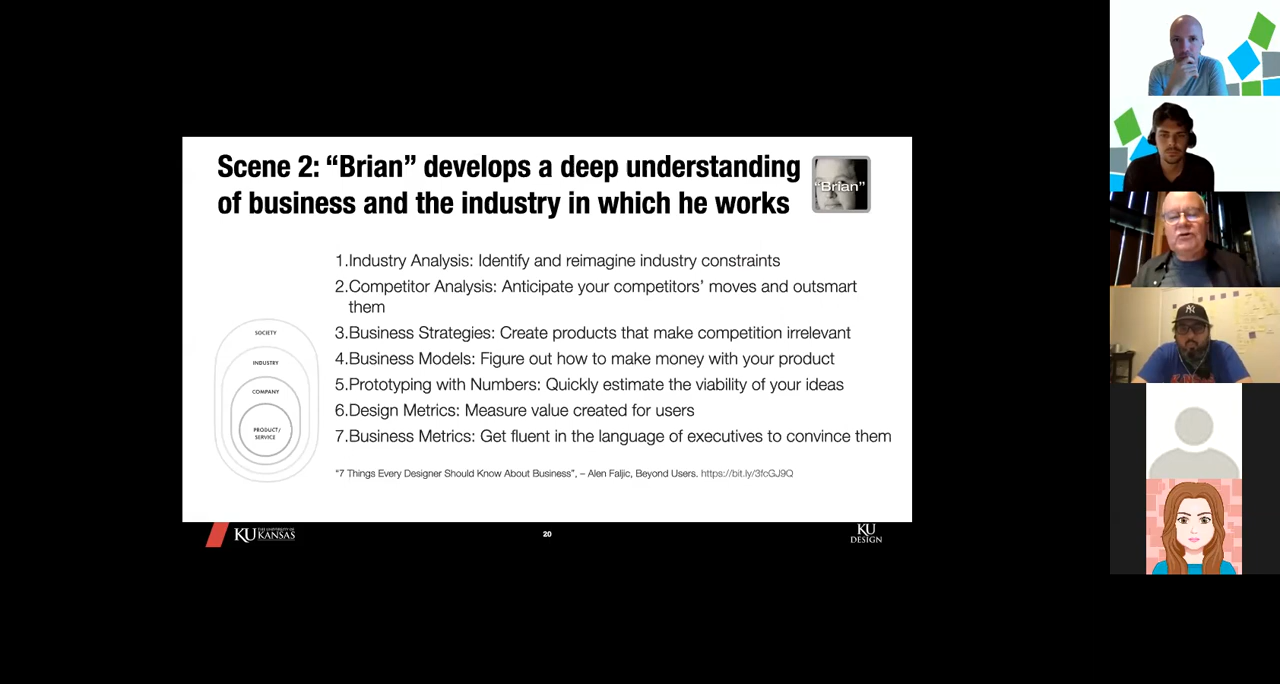 Scene 2: “Brian” develops a deep understanding
of business and the industry in which he works
“Brian”
1.Industry Analysis: Identify and reimagine industry constraints
2.Competitor Analysis: Anticipate your competitors’ moves and outsmart
them
3.Business Strategies: Create products that make competition irrelevant
4.Business Models: Figure out how to make money with your product
5.Prototyping with Numbers: Quickly estimate the viability of your ideas
6.Design Metrics: Measure value created for users
7.Business Metrics: Get fluent in the language of executives to convince them
SOCIETY
INDUSTRY
COMPANY
PRODUCT/
SERVICE
“7 Things Every Designer Should Know About Business”, – Alen Faljic, Beyond Users. https://bit.ly/3fcGJ9Q
KU THE UNIVERSITY OF
KANSAS
20
KU
DESIGN